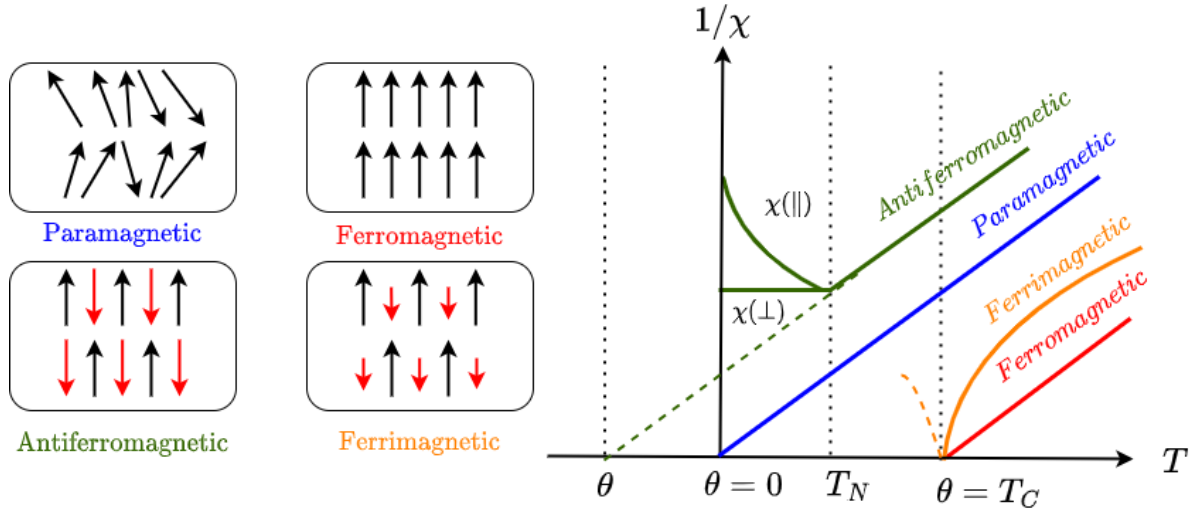 Paramagnetic
Ferromagnetic
Antiferromagnetic
Ferrimagnetic
1/χ
χ(∥)
χ(⊥)
Antiferromagnetic
Paramagnetic
Ferrimagnetic
Ferromagnetic
θ
θ = 0
T_N
θ = T_C
T